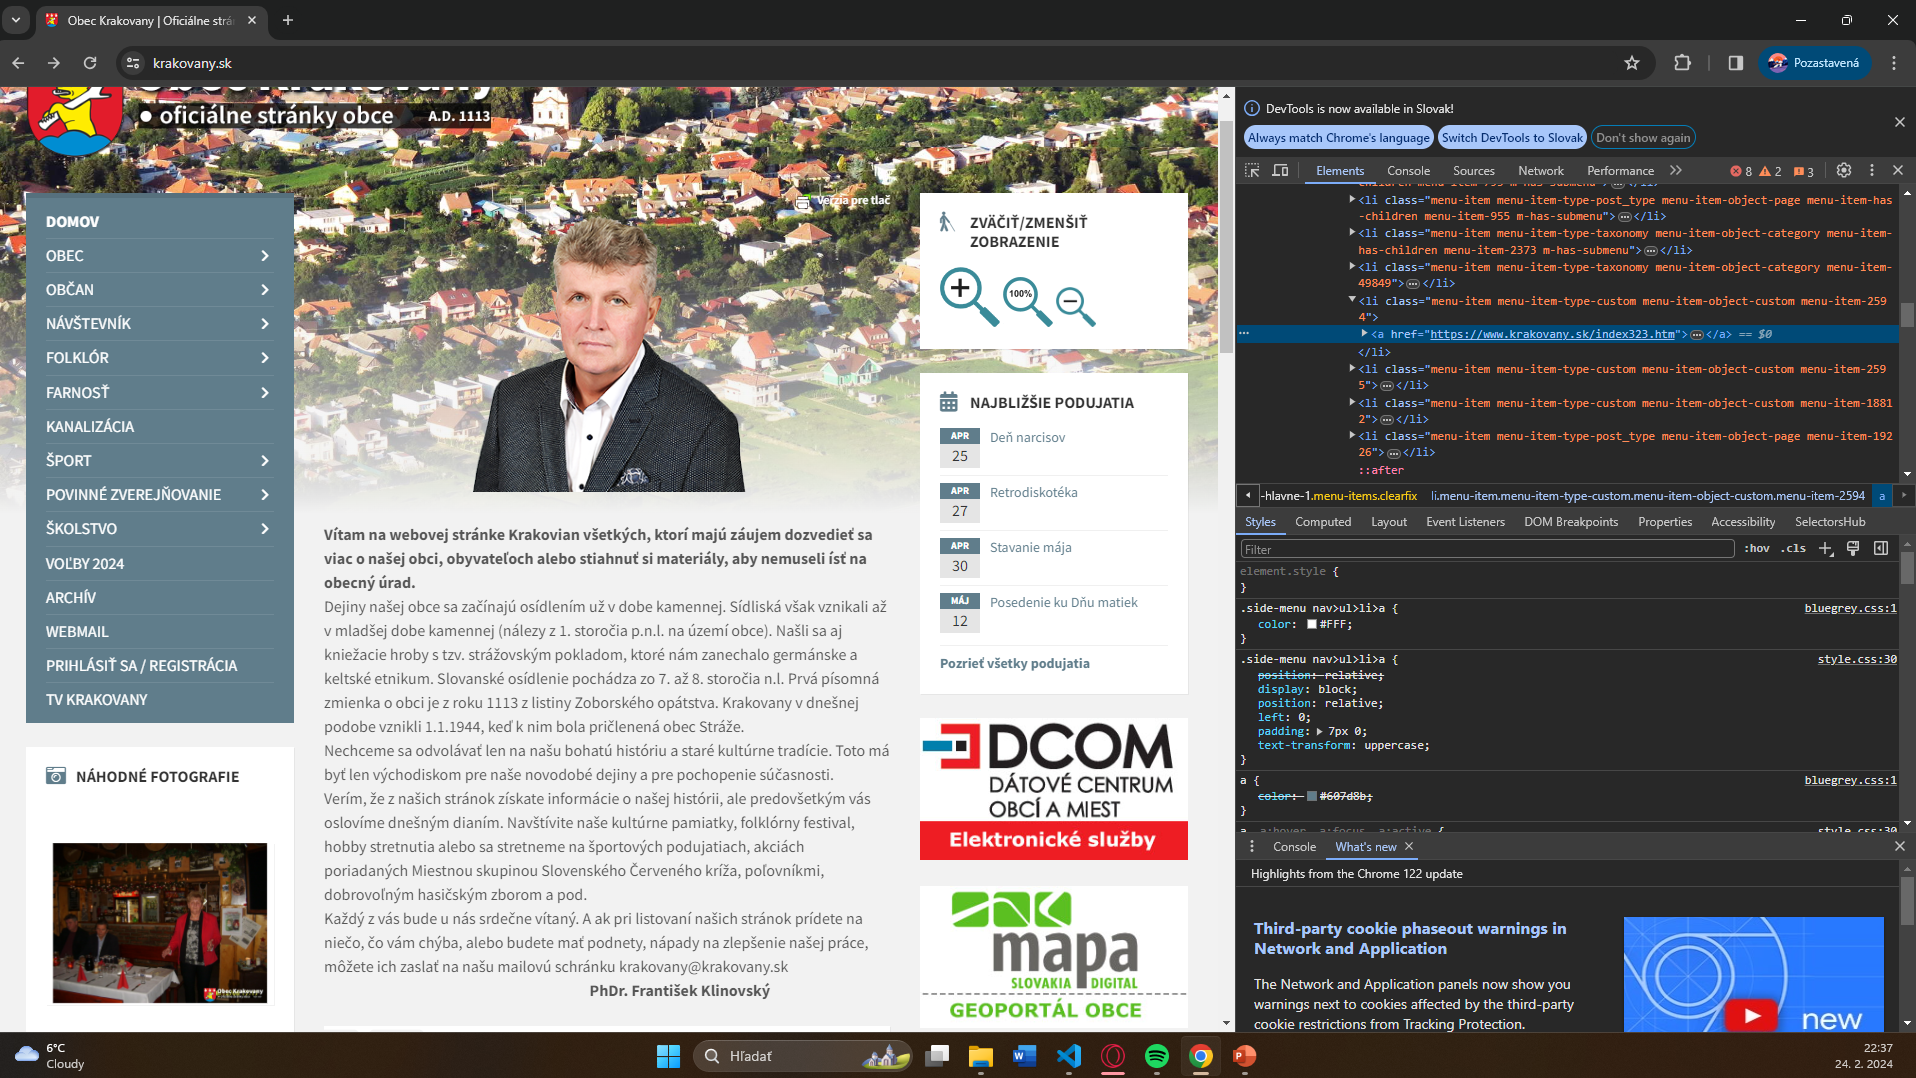 Obec Krakovany | Oficiálne strá
krakovany.sk
Pozastavená
oficiálne stránky obce
A.D. 1113
Verzia pre tlač
DOMOV
OBEC
OBČAN
NÁVŠTEVNÍK
FOLKLÓR
FARNOSŤ
KANALIZÁCIA
ŠPORT
POVINNÉ ZVEREJŇOVANIE
ŠKOLSTVO
VOĽBY 2024
ARCHÍV
WEBMAIL
PRIHLÁSIŤ SA / REGISTRÁCIA
TV KRAKOVANY
NÁHODNÉ FOTOGRAFIE
Obec Krakovany
Vítam na webovej stránke Krakovian všetkých, ktorí majú záujem dozvedieť sa
viac o našej obci, obyvateľoch alebo stiahnuť si materiály, aby nemuseli ísť na
obecný úrad.
Dejiny našej obce sa začínajú osídlením už v dobe kamennej. Sídliská však vznikali až
v mladšej dobe kamennej (nálezy z 1. storočia p.n.l. na území obce). Našli sa aj
kniežacie hroby s tzv. strážovským pokladom, ktoré nám zanechalo germánske a
keltské etnikum. Slovanské osídlenie pochádza zo 7. až 8. storočia n.l. Prvá písomná
zmienka o obci je z roku 1113 z listiny Zoborského opátstva. Krakovany v dnešnej
podobe vznikli 1.1.1944, keď k nim bola pričlenená obec Stráže.
Nechceme sa odvolávať len na našu bohatú históriu a staré kultúrne tradície. Toto má
byť len východiskom pre naše novodobé dejiny a pre pochopenie súčasnosti.
Verím, že z našich stránok získate informácie o našej histórii, ale predovšetkým vás
oslovíme dnešným dianím. Navštívite naše kultúrne pamiatky, folklórny festival,
hobby stretnutia alebo sa stretneme na športových podujatiach, akciách
poriadaných Miestnou skupinou Slovenského Červeného kríža, poľovníkmi,
dobrovoľným hasičským zborom a pod.
Každý z vás bude u nás srdečne vítaný. A ak pri listovaní našich stránok prídete na
niečo, čo vám chýba, alebo budete mať podnety, nápady na zlepšenie našej práce,
môžete ich zaslať na našu mailovú schránku krakovany@krakovany.sk
PhDr. František Klinovský
ZVÄČIŤ/ZMENŠIŤ
ZOBRAZENIE
100%
NAJBLIŽŠIE PODUJATIA
APR
25
Deň narcisov
APR
27
Retrodiskotéka
APR
30
Stavanie mája
MÁJ
12
Posedenie ku Dňu matiek
Pozrieť všetky podujatia
DCOM
DÁTOVÉ CENTRUM
OBCÍ A MIEST
Elektronické služby
mapa
SLOVAKIA DIGITAL
GEOPORTÁL OBCE
DevTools is now available in Slovak!
Always match Chrome's language
Switch DevTools to Slovak
Don't show again
Elements Console Sources Network Performance
8 2 3
<li class="menu-item menu-item-type-post_type menu-item-object-page menu-item-has
-children menu-item-955 m-has-submenu">…</li>
<li class="menu-item menu-item-type-taxonomy menu-item-object-category menu-item-
has-children menu-item-2373 m-has-submenu">…</li>
<li class="menu-item menu-item-type-taxonomy menu-item-object-category menu-item-
49849">…</li>
<li class="menu-item menu-item-type-custom menu-item-object-custom menu-item-259
4">
<a href="https://www.krakovany.sk/index323.htm">…</a> == $0
</li>
<li class="menu-item menu-item-type-custom menu-item-object-custom menu-item-259
5">…</li>
<li class="menu-item menu-item-type-custom menu-item-object-custom menu-item-1881
2">…</li>
<li class="menu-item menu-item-type-post_type menu-item-object-page menu-item-192
26">…</li>
::after
-hlavne-1.menu-items.clearfix li.menu-item.menu-item-type-custom.menu-item-object-custom.menu-item-2594 a
Styles Computed Layout Event Listeners DOM Breakpoints Properties Accessibility SelectorsHub
Filter
:hov .cls
element.style {
}
.side-menu nav>ul>li>a {
bluegrey.css:1
color: #FFF;
}
.side-menu nav>ul>li>a {
style.css:30
position: relative;
display: block;
position: relative;
left: 0;
padding: 7px 0;
text-transform: uppercase;
}
a {
bluegrey.css:1
color: #607d8b;
}
a, a:hover, a:focus, a:active {
style.css:30
Console What's new
Highlights from the Chrome 122 update
Third-party cookie phaseout warnings in
Network and Application
The Network and Application panels now show you
warnings next to cookies affected by the third-party
cookie restrictions from Tracking Protection.
new
6°C
Cloudy
Hľadať
22:37
24. 2. 2024